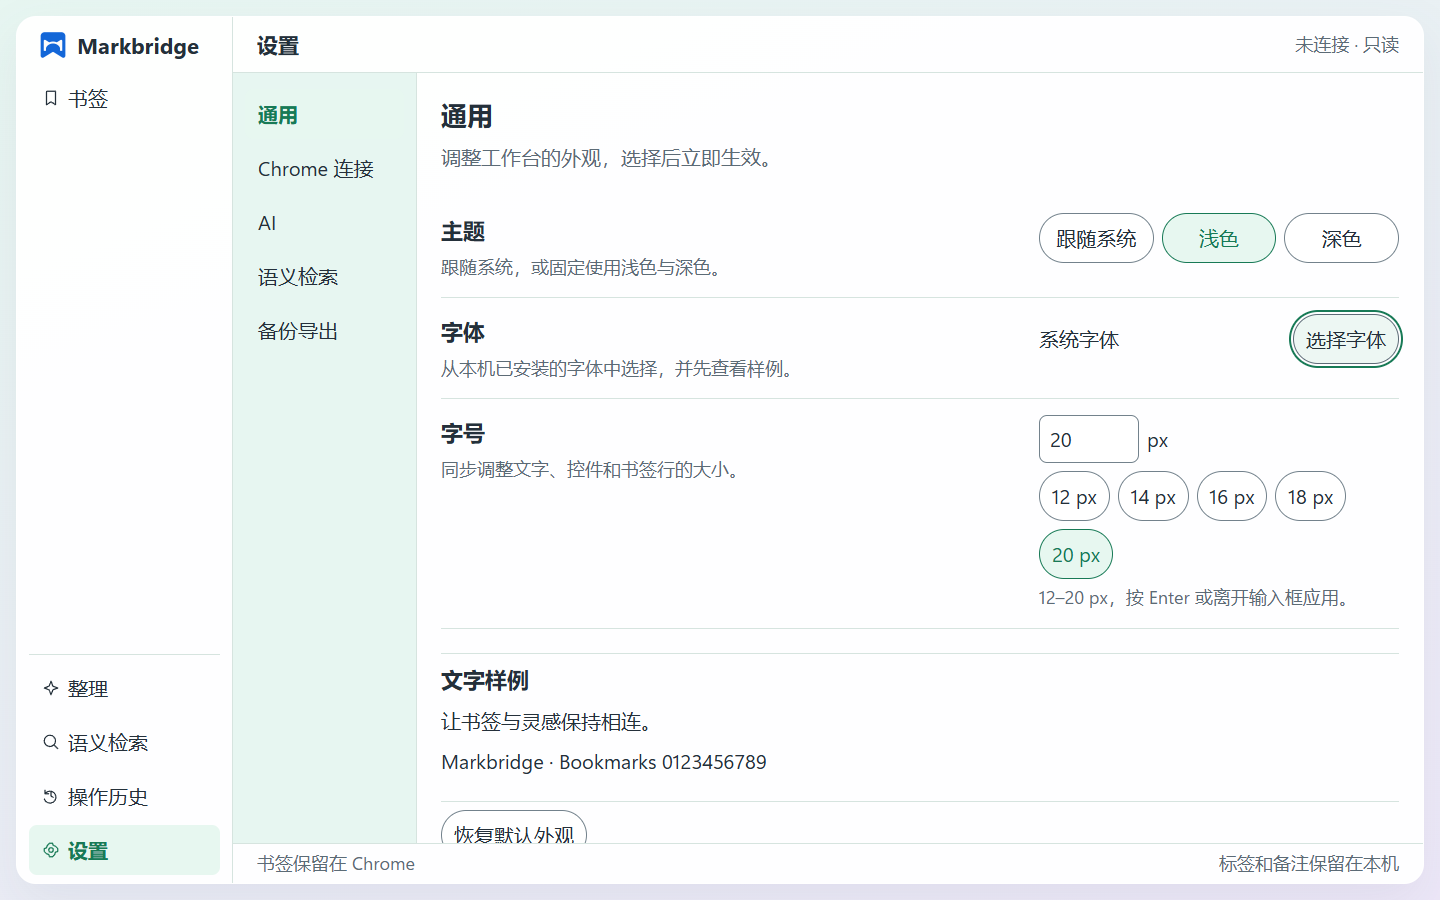 Markbridge
书签
整理
语义检索
操作历史
设置
设置
未连接 · 只读
通用
Chrome 连接
AI
语义检索
备份导出
通用
调整工作台的外观，选择后立即生效。
主题
跟随系统，或固定使用浅色与深色。
跟随系统
浅色
深色
字体
从本机已安装的字体中选择，并先查看样例。
系统字体
选择字体
字号
同步调整文字、控件和书签行的大小。
20 px
12 px
14 px
16 px
18 px
20 px
12–20 px，按 Enter 或离开输入框应用。
文字样例
让书签与灵感保持相连。
Markbridge · Bookmarks 0123456789
恢复默认外观
书签保留在 Chrome
标签和备注保留在本机